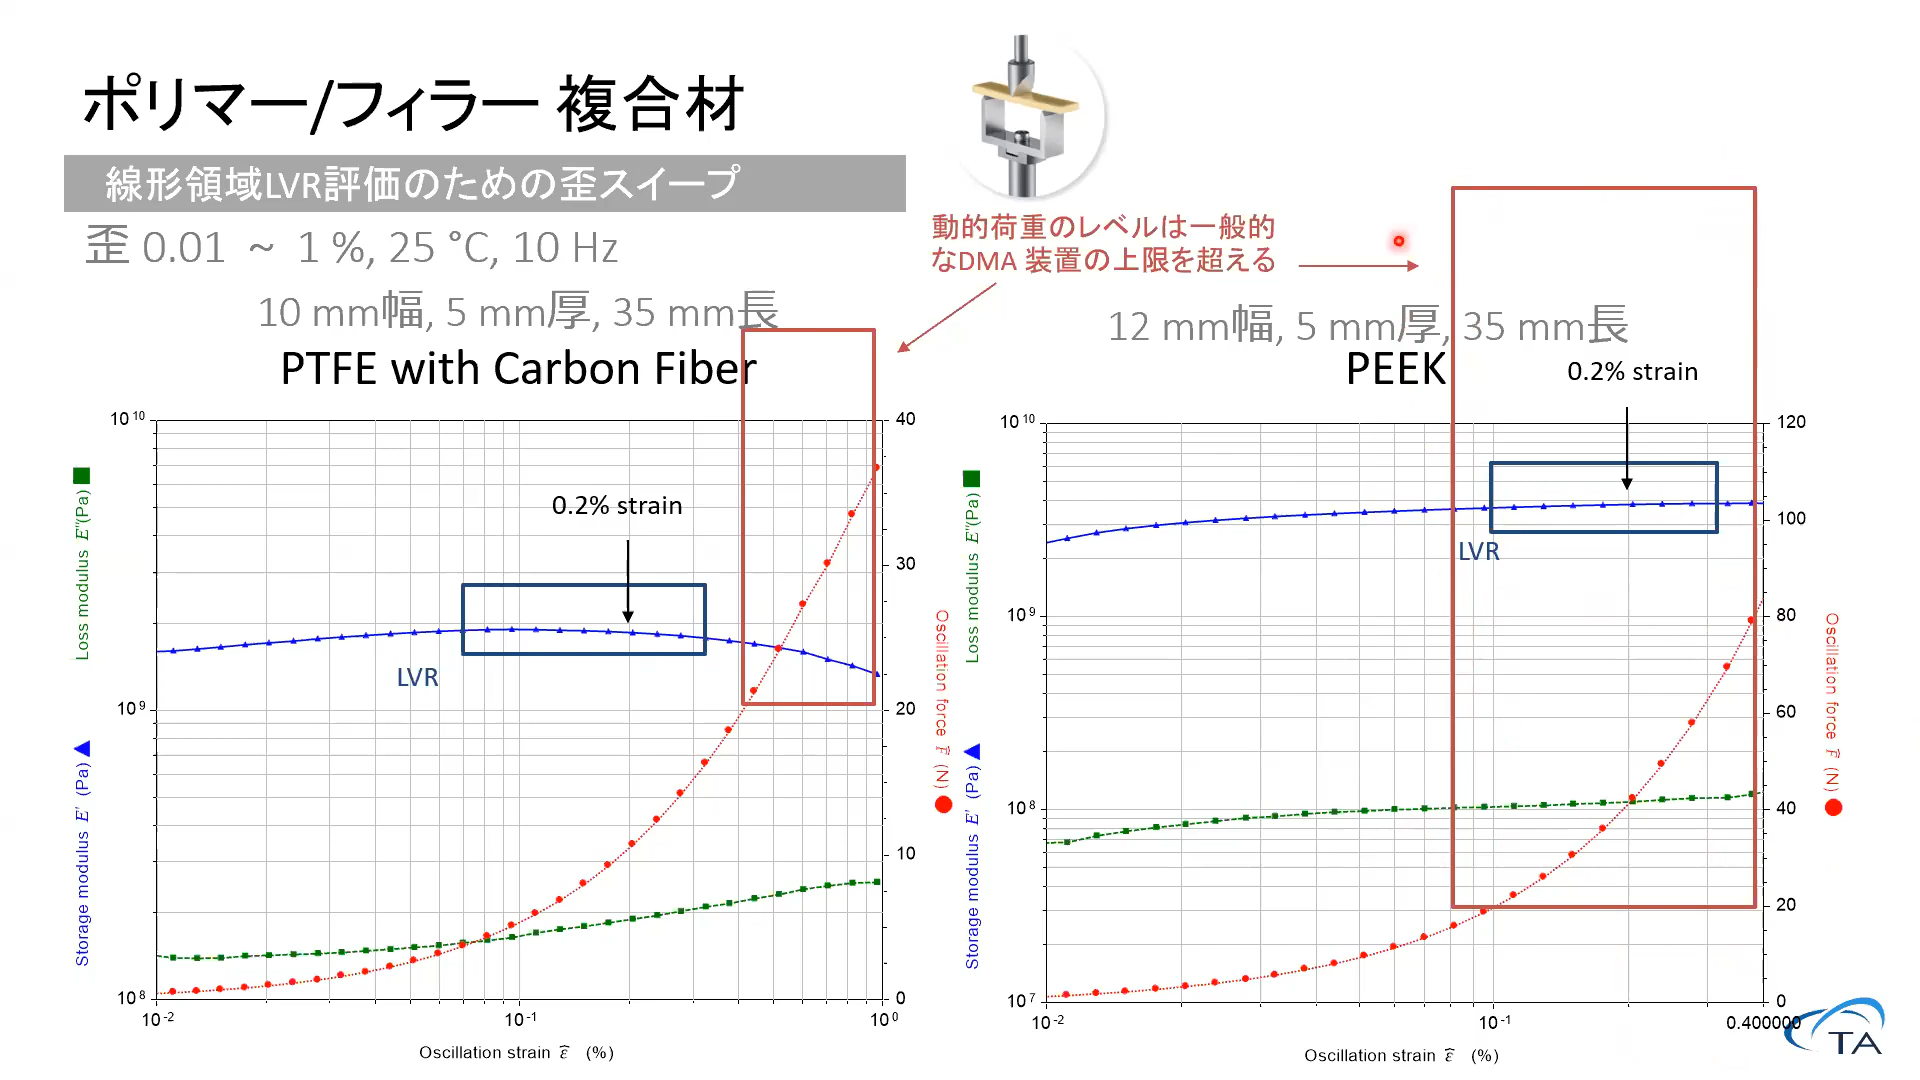 ポリマー/フィラー 複合材
線形領域LVR評価のための歪スイープ
歪 0.01 ~ 1 %, 25 °C, 10 Hz
動的荷重のレベルは一般的
なDMA 装置の上限を超える
10 mm幅, 5 mm厚, 35 mm長
PTFE with Carbon Fiber
10^10
10^9
10^8
Loss modulus E″(Pa)
Storage modulus E′ (Pa)
0.2% strain
LVR
40
30
20
10
0
Oscillation force F̂ (N)
10^-2
10^-1
10^0
Oscillation strain ε̂ (%)
12 mm幅, 5 mm厚, 35 mm長
PEEK
0.2% strain
10^10
10^9
10^8
10^7
Loss modulus E″(Pa)
Storage modulus E′ (Pa)
LVR
120
100
80
60
40
20
0
Oscillation force F̂ (N)
10^-2
10^-1
0.400000
Oscillation strain ε̂ (%)
TA